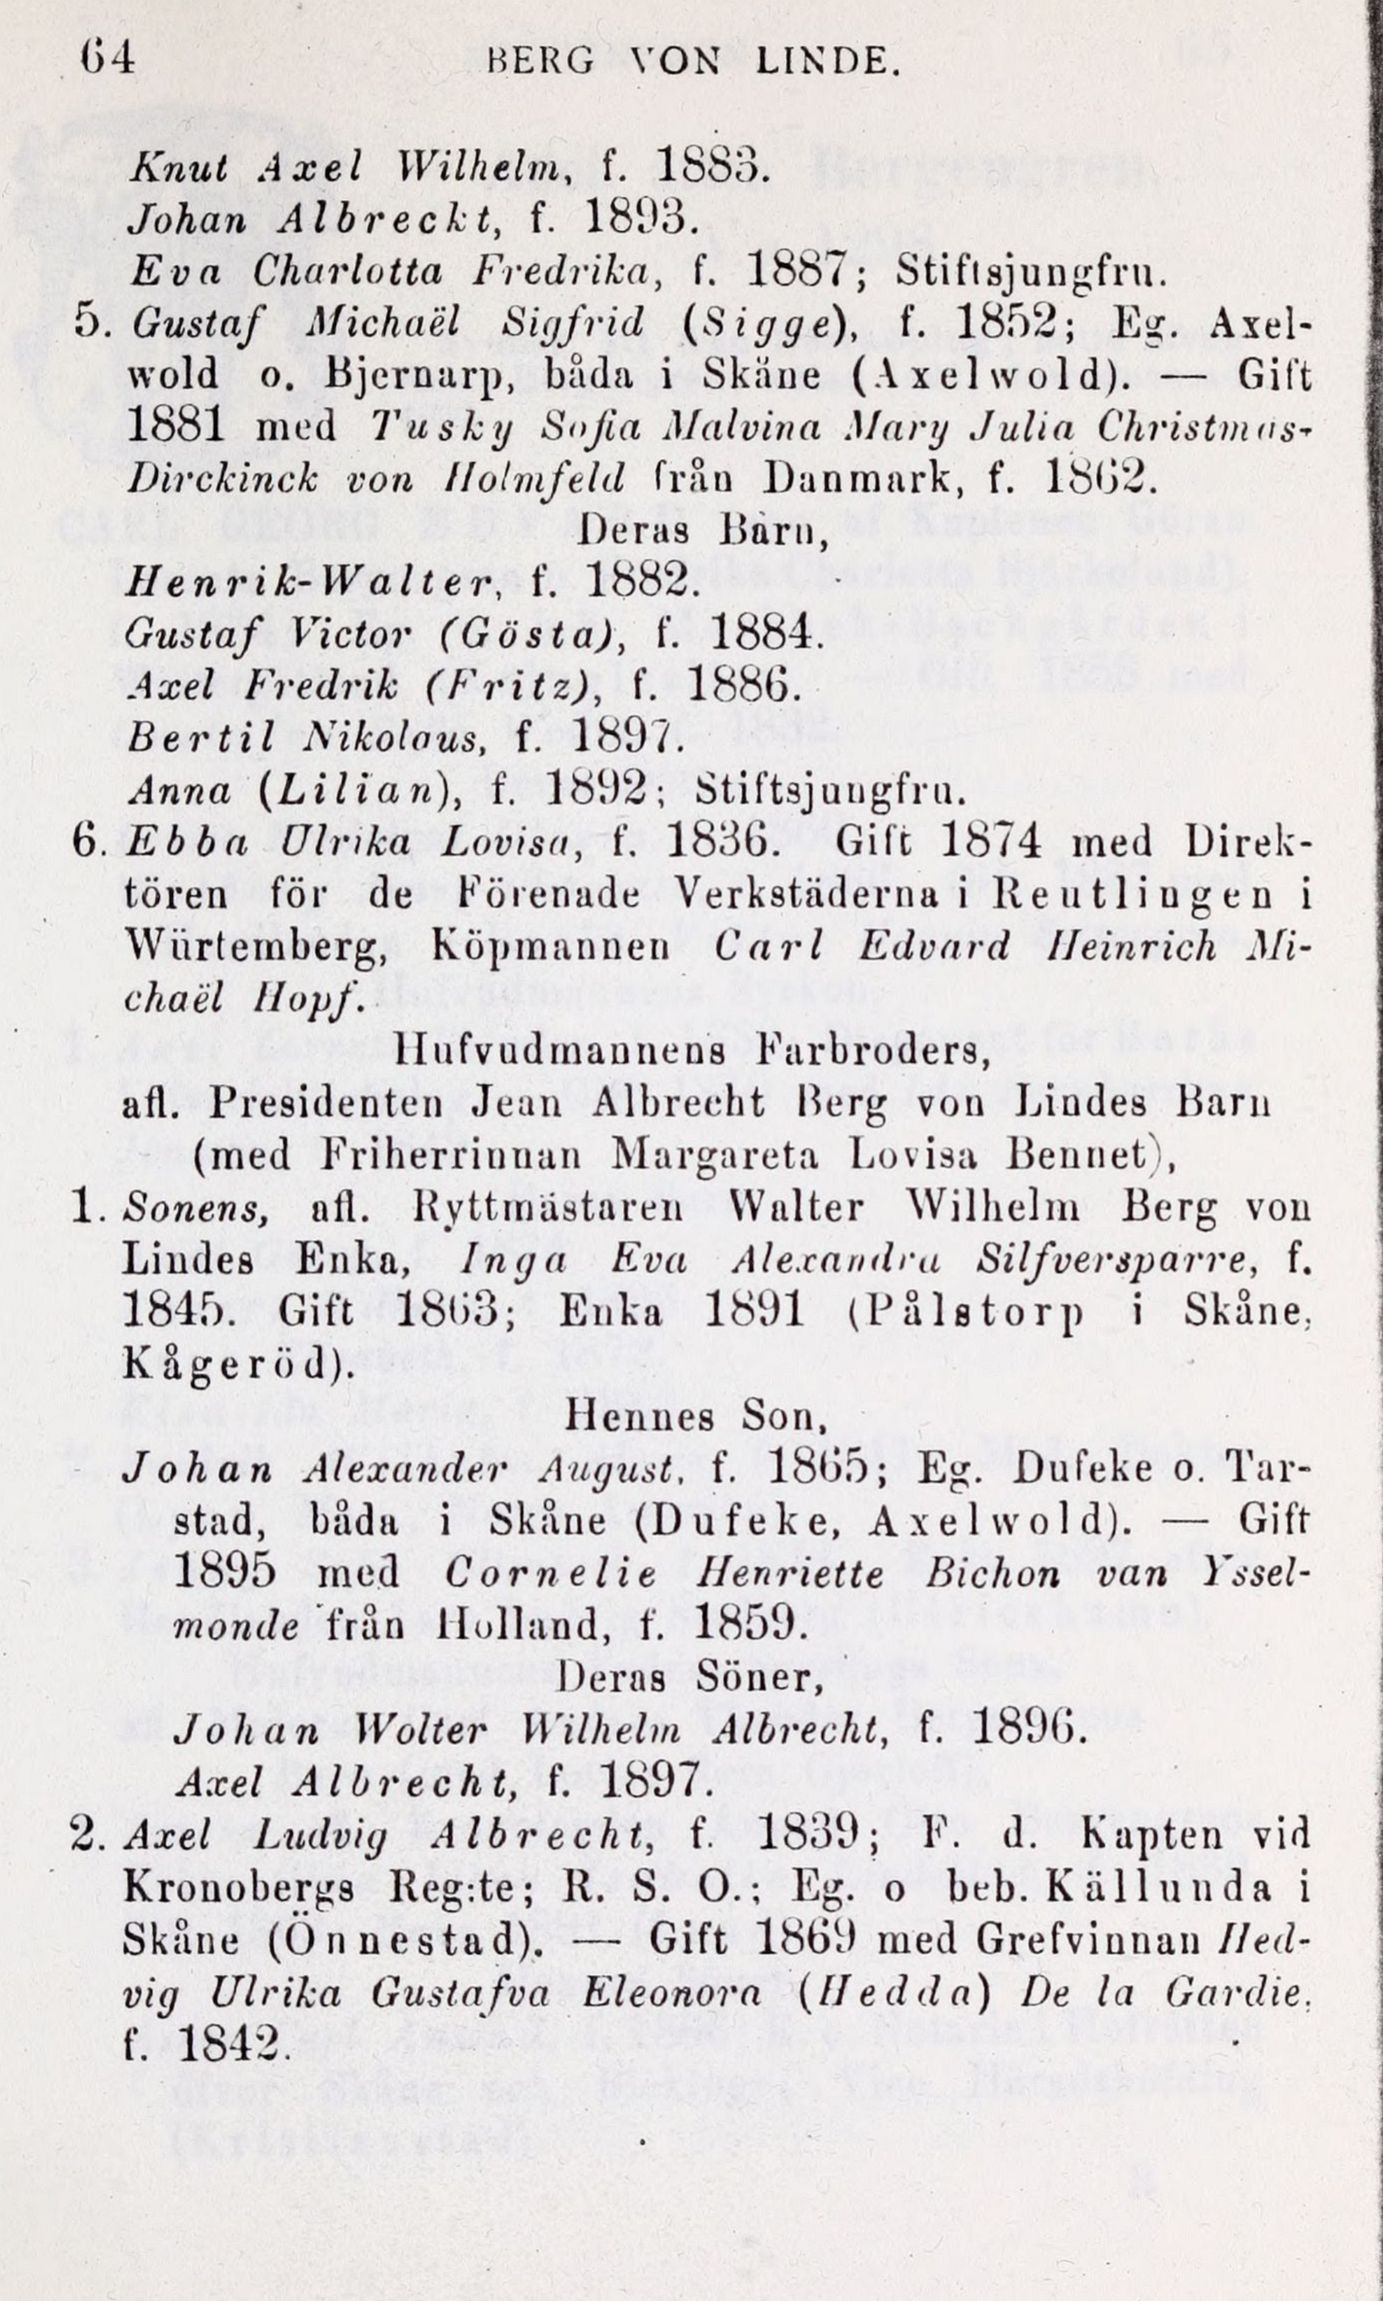 64 BERG VON LINDE.
Knut Axel Wilhelm, f. 1883.
Johan Albreckt, f. 1893.
Eva Charlotta Fredrika, f. 1887; Stiftsjungfru.
5. Gustaf Michaël Sigfrid (Sigge), f. 1852; Eg. Axel-
wold o. Bjernarp, båda i Skåne (Axelwold). — Gift
1881 med Tusky Sofia Malvina Mary Julia Christmas-
Dirckinck von Holmfeld från Danmark, f. 1862.
Deras Barn,
Henrik-Walter, f. 1882.
Gustaf Victor (Gösta), f. 1884.
Axel Fredrik (Fritz), f. 1886.
Bertil Nikolaus, f. 1897.
Anna (Lilian), f. 1892; Stiftsjungfru.
6. Ebba Ulrika Lovisa, f. 1836. Gift 1874 med Direk-
tören för de Förenade Verkstäderna i Reutlingen i
Würtemberg, Köpmannen Carl Edvard Heinrich Mi-
chaël Hopf.
Hufvudmannens Farbroders,
afl. Presidenten Jean Albrecht Berg von Lindes Barn
(med Friherrinnan Margareta Lovisa Bennet),
1. Sonens, afl. Ryttmästaren Walter Wilhelm Berg von
Lindes Enka, Inga Eva Alexandra Silfversparre, f.
1845. Gift 1863; Enka 1891 (Pålstorp i Skåne,
Kågeröd).
Hennes Son,
Johan Alexander August, f. 1865; Eg. Dufeke o. Tar-
stad, båda i Skåne (Dufeke, Axelwold). — Gift
1895 med Cornelie Henriette Bichon van Yssel-
monde från Holland, f. 1859.
Deras Söner,
Johan Wolter Wilhelm Albrecht, f. 1896.
Axel Albrecht, f. 1897.
2. Axel Ludvig Albrecht, f. 1839; F. d. Kapten vid
Kronobergs Reg:te; R. S. O.; Eg. o beb. Källunda i
Skåne (Önnestad). — Gift 1869 med Grefvinnan Hed-
vig Ulrika Gustafva Eleonora (Hedda) De la Gardie,
f. 1842.